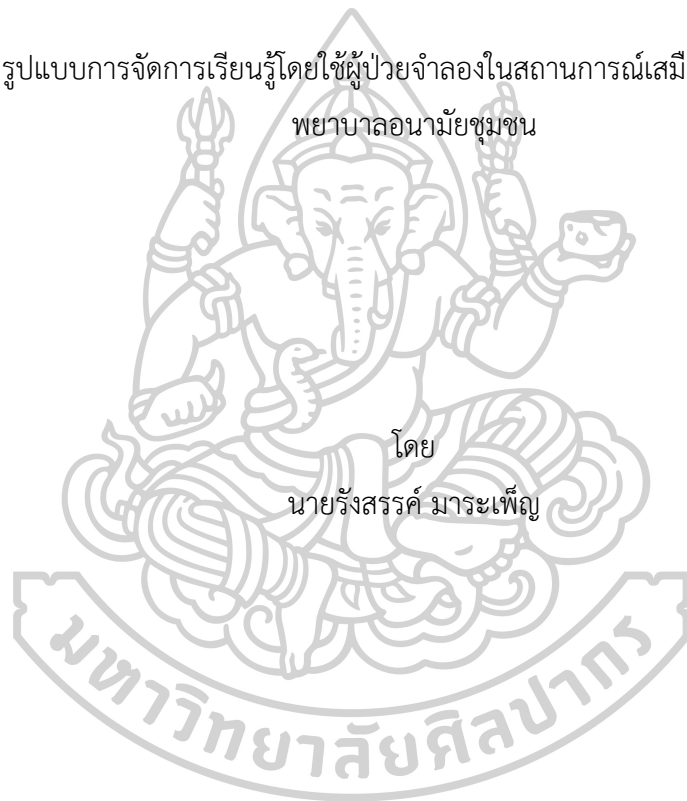 รูปแบบการจัดการเรียนรู้โดยใช้ผู้ป่วยจำลองในสถานการณ์เสมื
พยาบาลอนามัยชุมชน
โดย
นายรังสรรค์ มาระเพ็ญ
มหาวิทยาลัยศิลปากร